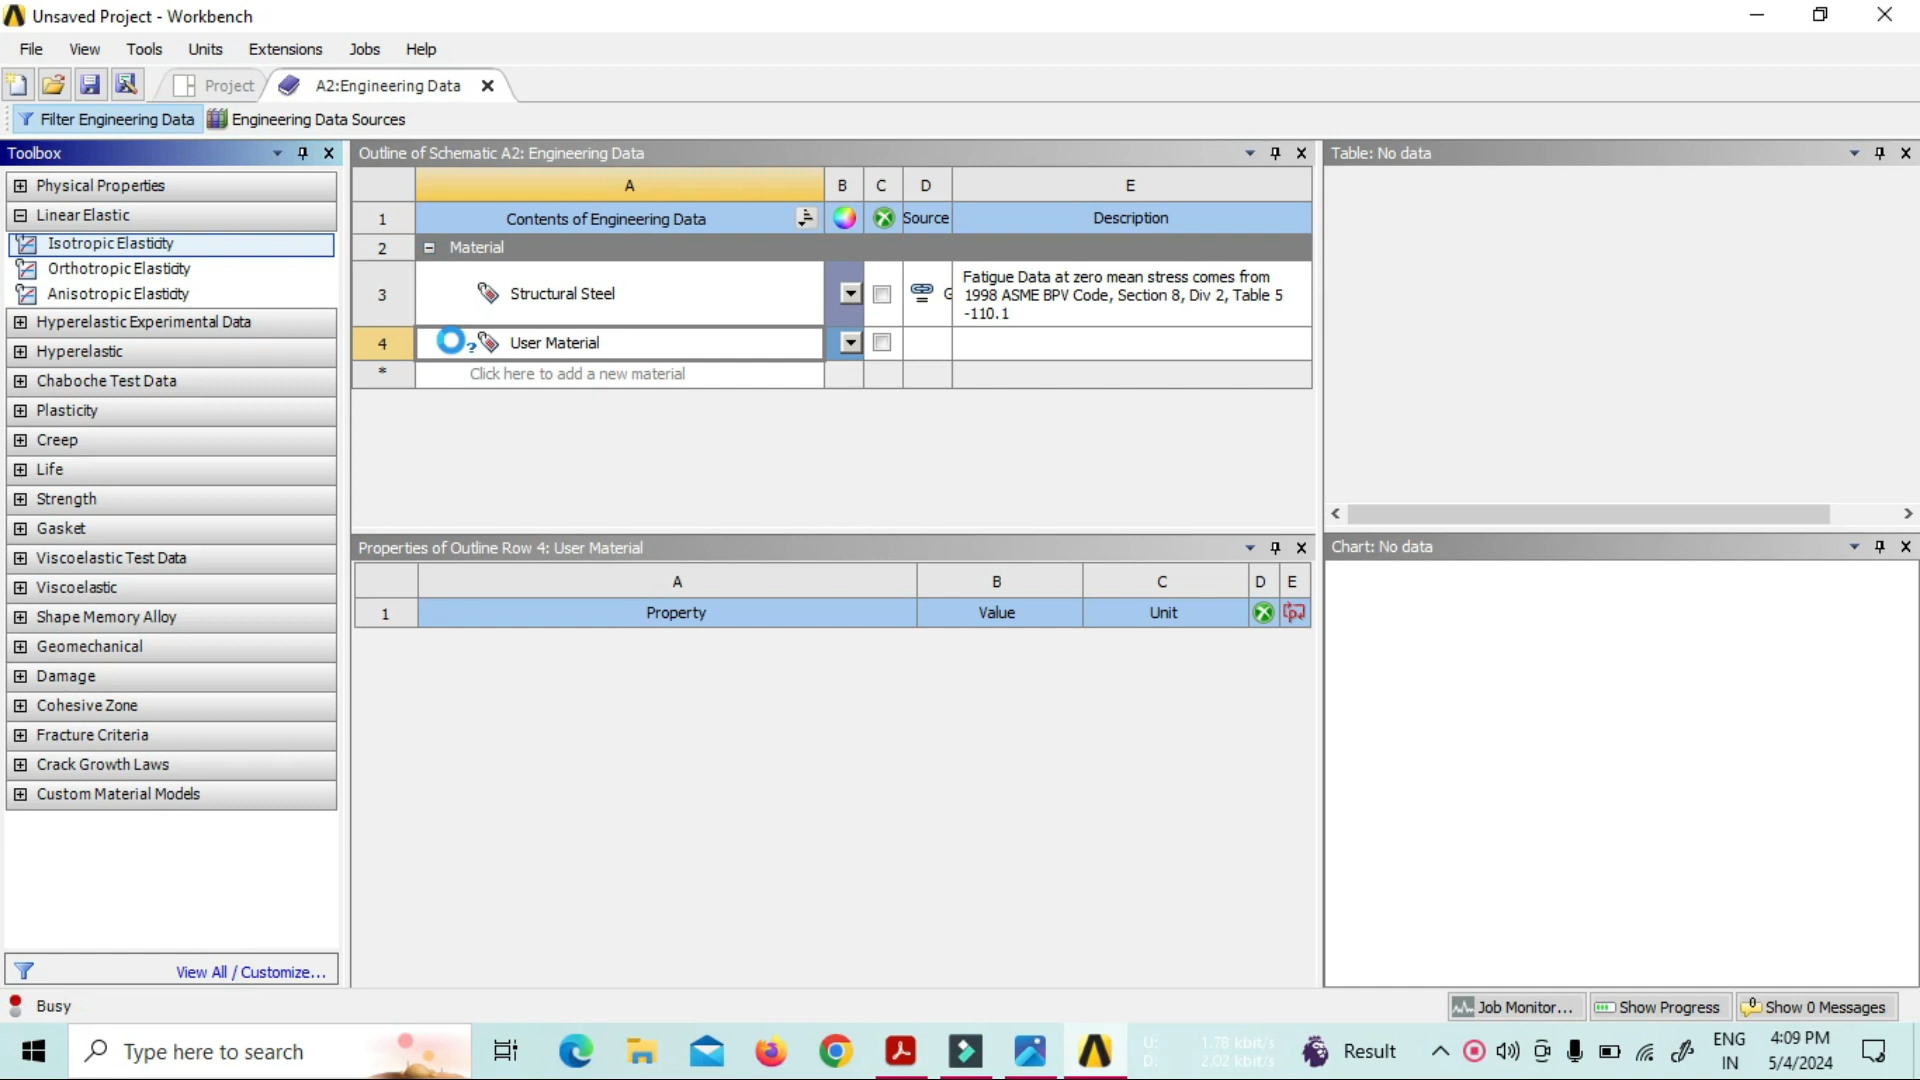 Unsaved Project - Workbench
File View Tools Units Extensions Jobs Help
Project A2:Engineering Data
Filter Engineering Data Engineering Data Sources
Toolbox
Physical Properties
Linear Elastic
Isotropic Elasticity
Orthotropic Elasticity
Anisotropic Elasticity
Hyperelastic Experimental Data
Hyperelastic
Chaboche Test Data
Plasticity
Creep
Life
Strength
Gasket
Viscoelastic Test Data
Viscoelastic
Shape Memory Alloy
Geomechanical
Damage
Cohesive Zone
Fracture Criteria
Crack Growth Laws
Custom Material Models
View All / Customize...
Outline of Schematic A2: Engineering Data
A B C D E
1 Contents of Engineering Data Source Description
2 Material
3 Structural Steel G Fatigue Data at zero mean stress comes from
1998 ASME BPV Code, Section 8, Div 2, Table 5
-110.1
4 ? User Material
* Click here to add a new material
Properties of Outline Row 4: User Material
A B C D E
1 Property Value Unit
Table: No data
Chart: No data
Busy
Job Monitor... Show Progress 0 Show 0 Messages
Type here to search
U: 1.78 kbit/s
D: 2.02 kbit/s
Result
ENG
IN
4:09 PM
5/4/2024